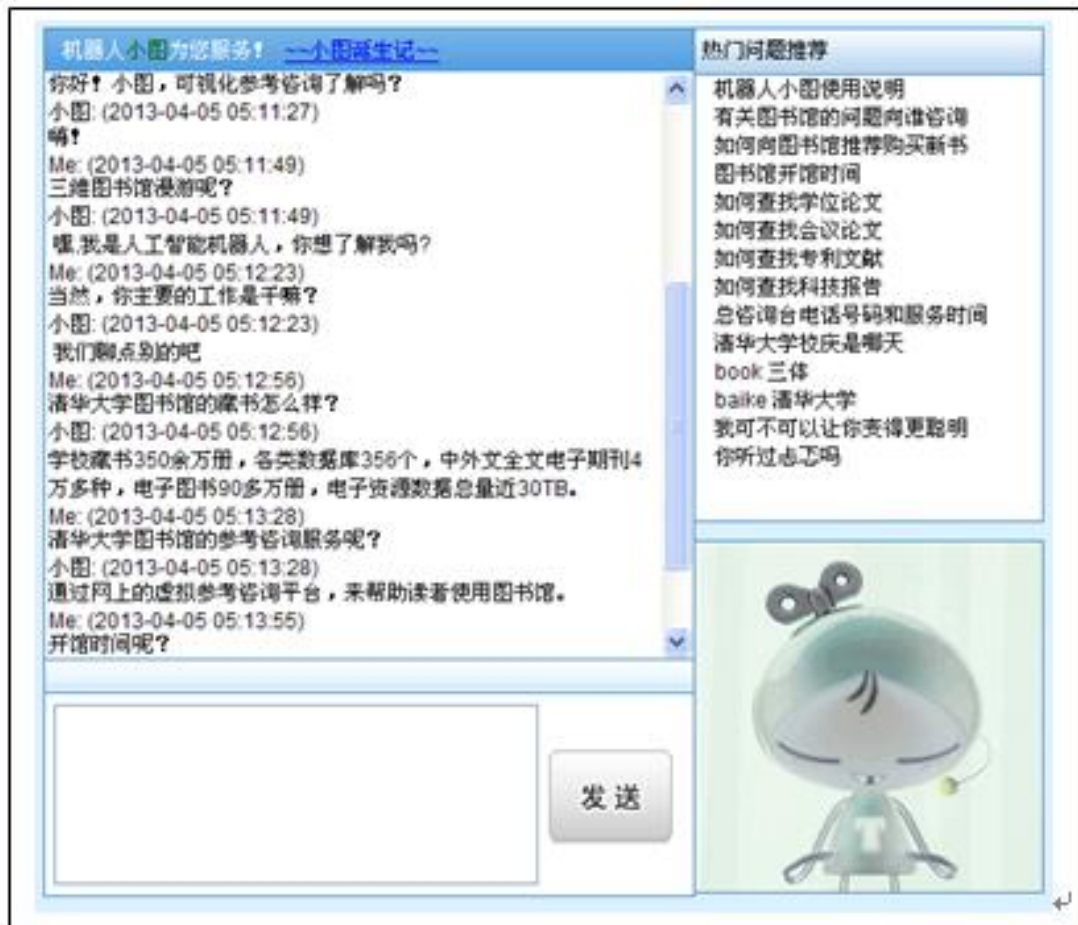 机器人小图为您服务！ ~~小图诞生记~~
你好！小图，可视化参考咨询了解吗？
小图: (2013-04-05 05:11:27)
嘛！
Me: (2013-04-05 05:11:49)
三维图书馆漫游呢？
小图: (2013-04-05 05:11:49)
嘿,我是人工智能机器人，你想了解我吗?
Me: (2013-04-05 05:12:23)
当然，你主要的工作是干嘛？
小图: (2013-04-05 05:12:23)
我们聊点别的吧
Me: (2013-04-05 05:12:56)
清华大学图书馆的藏书怎么样？
小图: (2013-04-05 05:12:56)
学校藏书350余万册，各类数据库356个，中外文全文电子期刊4
万多种，电子图书90多万册，电子资源数据总量近30TB。
Me: (2013-04-05 05:13:28)
清华大学图书馆的参考咨询服务呢？
小图: (2013-04-05 05:13:28)
通过网上的虚拟参考咨询平台，来帮助读者使用图书馆。
Me: (2013-04-05 05:13:55)
开馆时间呢？
发 送
热门问题推荐
机器人小图使用说明
有关图书馆的问题向谁咨询
如何向图书馆推荐购买新书
图书馆开馆时间
如何查找学位论文
如何查找会议论文
如何查找专利文献
如何查找科技报告
总咨询台电话号码和服务时间
清华大学校庆是哪天
book 三体
baike 清华大学
我可不可以让你变得更聪明
你听过忐忑吗
T